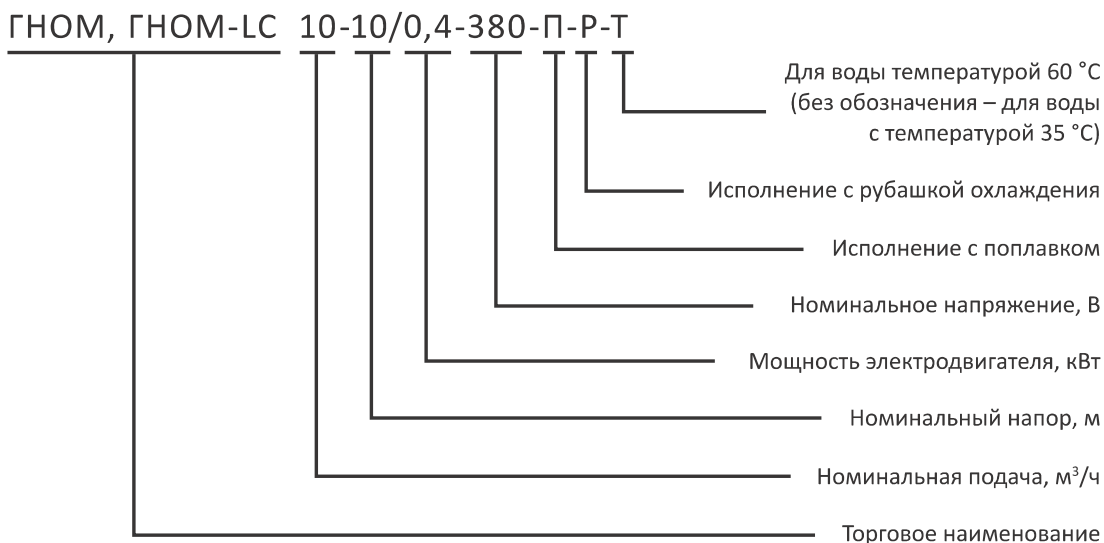 ГНОМ, ГНОМ-LC 10-10/0,4-380-П-Р-Т
Для воды температурой 60 °С
(без обозначения – для воды
с температурой 35 °С)
Исполнение с рубашкой охлаждения
Исполнение с поплавком
Номинальное напряжение, В
Мощность электродвигателя, кВт
Номинальный напор, м
Номинальная подача, м³/ч
Торговое наименование